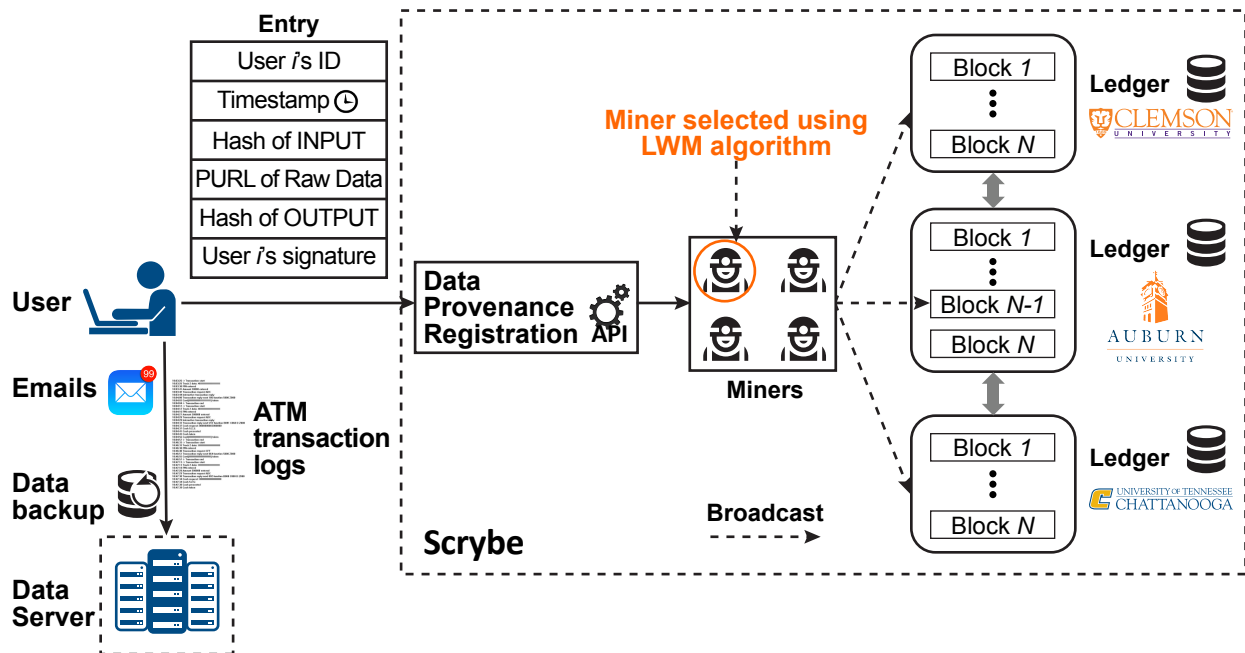 Entry
User i's ID
Timestamp
Hash of INPUT
PURL of Raw Data
Hash of OUTPUT
User i's signature
User
Emails
99
ATM
transaction
logs
Data
backup
Data
Server
Data
Provenance
Registration
API
Miner selected using
LWM algorithm
Miners
Broadcast
Scrybe
Block 1
Block N
Ledger
CLEMSON
UNIVERSITY
Block 1
Block N-1
Block N
Ledger
AUBURN
UNIVERSITY
Block 1
Block N
Ledger
C
UNIVERSITY OF TENNESSEE
CHATTANOOGA